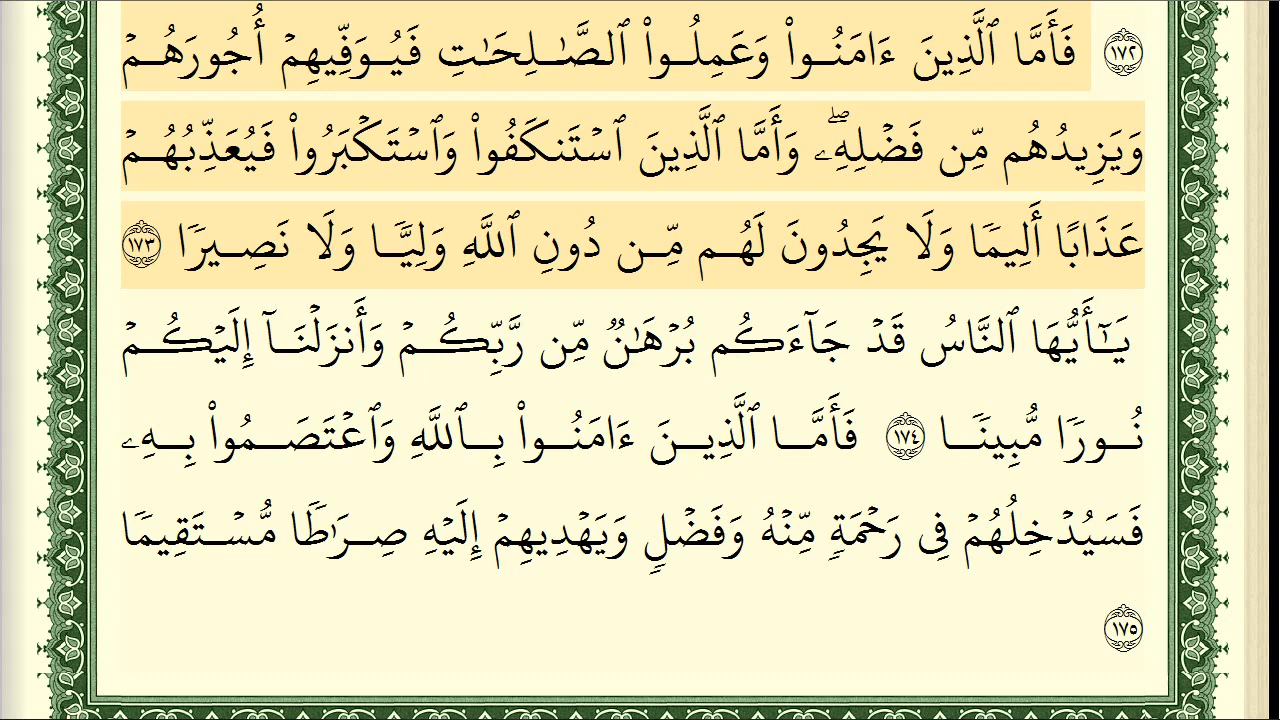 ١٧٢ فَأَمَّا ٱلَّذِينَ ءَامَنُوا۟ وَعَمِلُوا۟ ٱلصَّـٰلِحَـٰتِ فَيُوَفِّيهِمْ أُجُورَهُمْ
وَيَزِيدُهُم مِّن فَضْلِهِۦ ۖ وَأَمَّا ٱلَّذِينَ ٱسْتَنكَفُوا۟ وَٱسْتَكْبَرُوا۟ فَيُعَذِّبُهُمْ
عَذَابًا أَلِيمًا وَلَا يَجِدُونَ لَهُم مِّن دُونِ ٱللَّهِ وَلِيًّا وَلَا نَصِيرًا ١٧٣
يَـٰٓأَيُّهَا ٱلنَّاسُ قَدْ جَآءَكُم بُرْهَـٰنٌ مِّن رَّبِّكُمْ وَأَنزَلْنَآ إِلَيْكُمْ
نُورًا مُّبِينًا ١٧٤ فَأَمَّا ٱلَّذِينَ ءَامَنُوا۟ بِٱللَّهِ وَٱعْتَصَمُوا۟ بِهِۦ
فَسَيُدْخِلُهُمْ فِى رَحْمَةٍ مِّنْهُ وَفَضْلٍ وَيَهْدِيهِمْ إِلَيْهِ صِرَٰطًا مُّسْتَقِيمًا
١٧٥